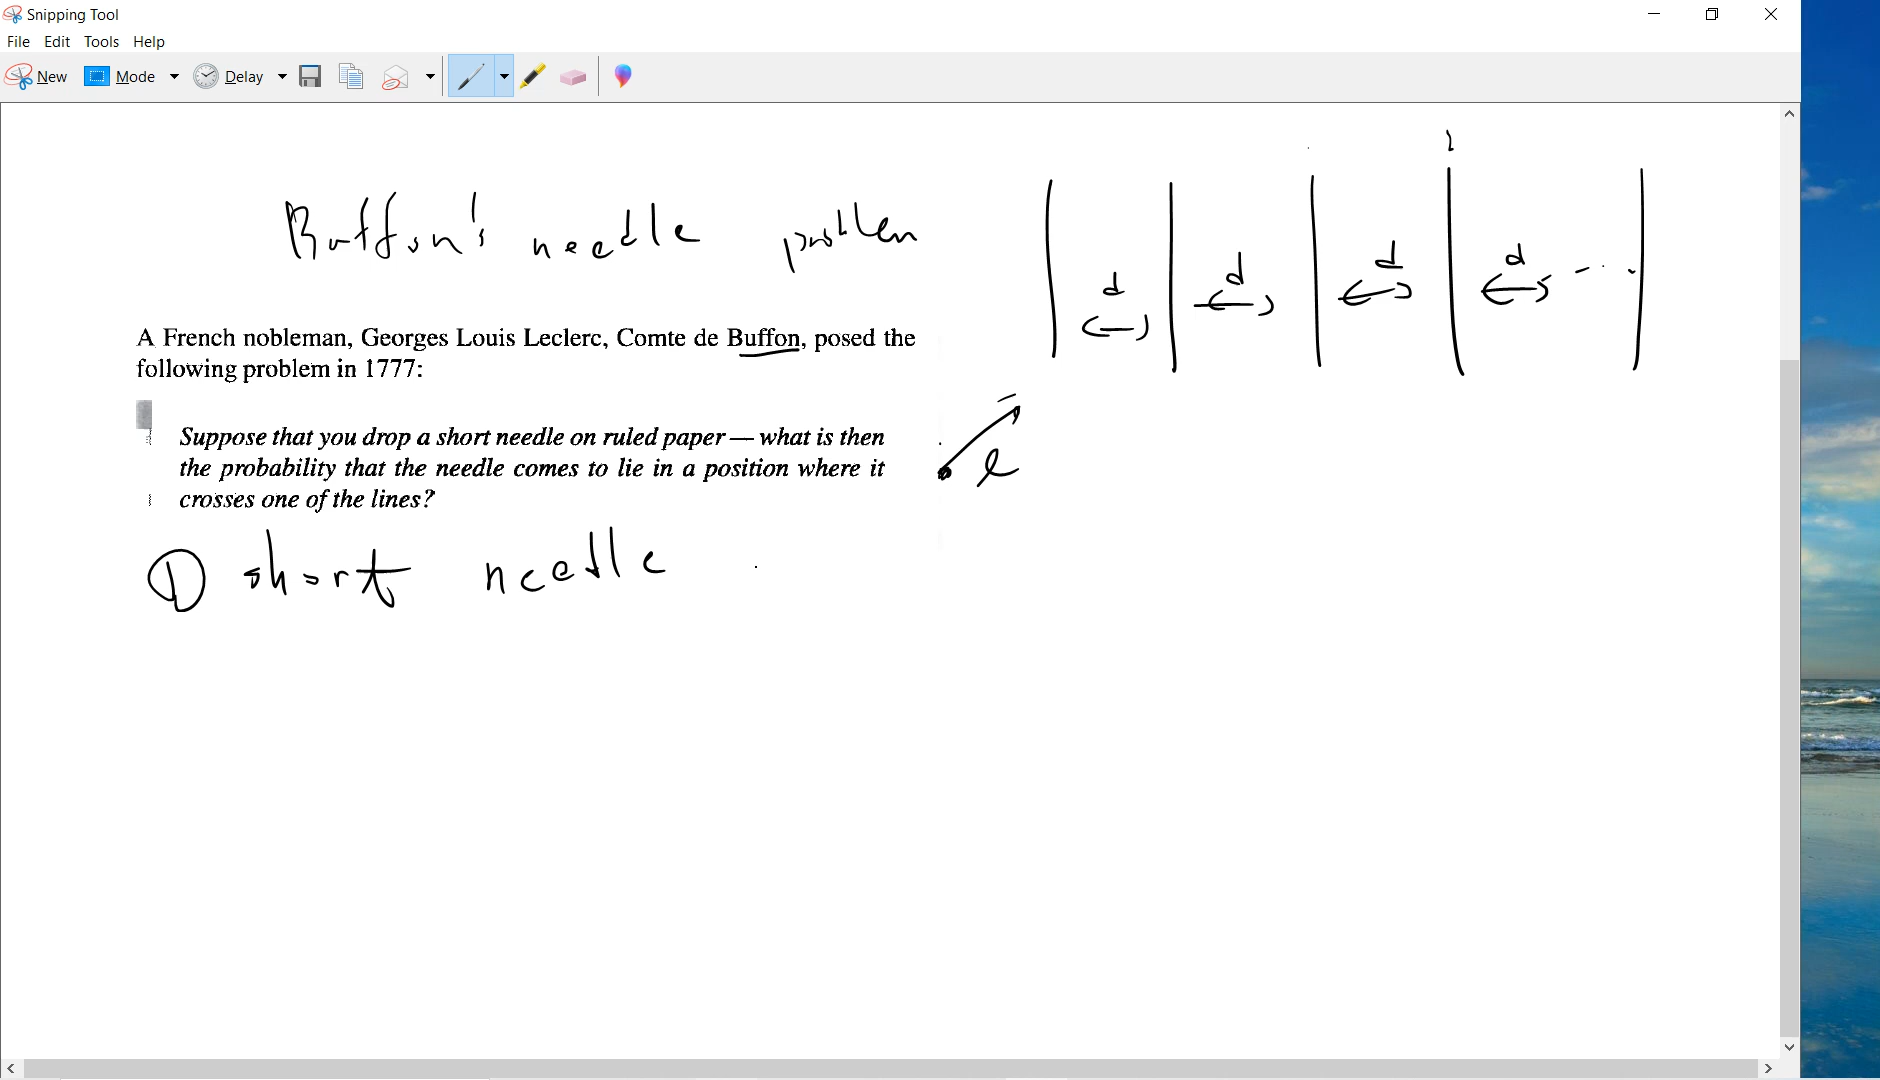 Snipping Tool
File Edit Tools Help
New Mode Delay
Buffon's needle problem
d d d d ...
A French nobleman, Georges Louis Leclerc, Comte de Buffon, posed the
following problem in 1777:
Suppose that you drop a short needle on ruled paper — what is then
the probability that the needle comes to lie in a position where it
crosses one of the lines?
l
① short needle